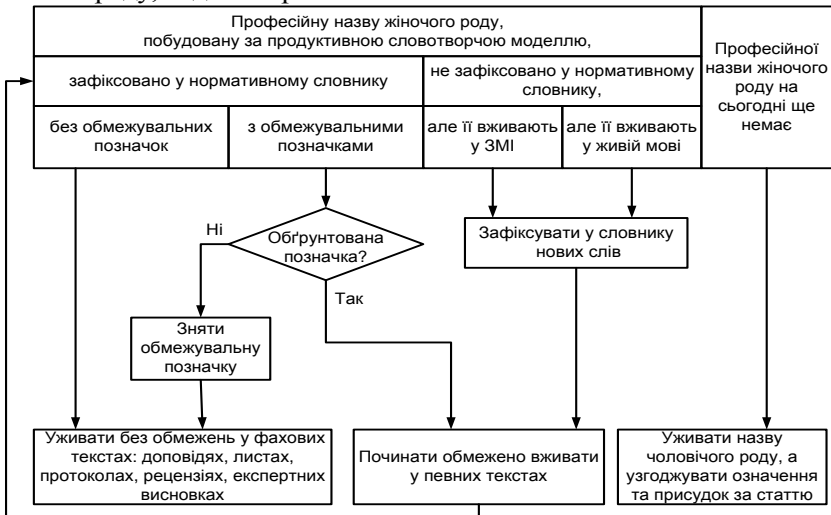 Професійну назву жіночого роду,
побудовану за продуктивною словотворчою моделлю,
Професійної
назви жіночого
роду на
сьогодні ще
немає
зафіксовано у нормативному словнику
не зафіксовано у нормативному
словнику,
без обмежувальних
позначок
з обмежувальними
позначками
але її вживають
у ЗМІ
але її вживають
у живій мові
Ні
Обґрунтована
позначка?
Так
Зафіксувати у словнику
нових слів
Зняти
обмежувальну
позначку
Уживати без обмежень у фахових
текстах: доповідях, листах,
протоколах, рецензіях, експертних
висновках
Починати обмежено вживати
у певних текстах
Уживати назву
чоловічого роду, а
узгоджувати означення
та присудок за статтю